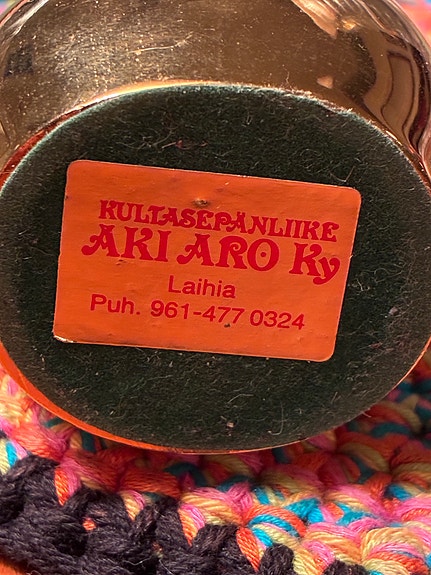 KULTASEPÄNLIIKE
AKI ARO Ky
Laihia
Puh. 961-477 0324